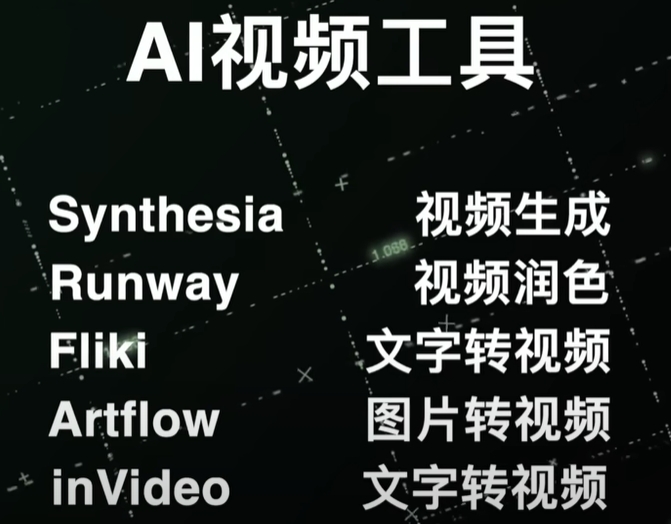 AI视频工具
Synthesia 视频生成
1.066
Runway 视频润色
Fliki 文字转视频
Artflow 图片转视频
inVideo 文字转视频